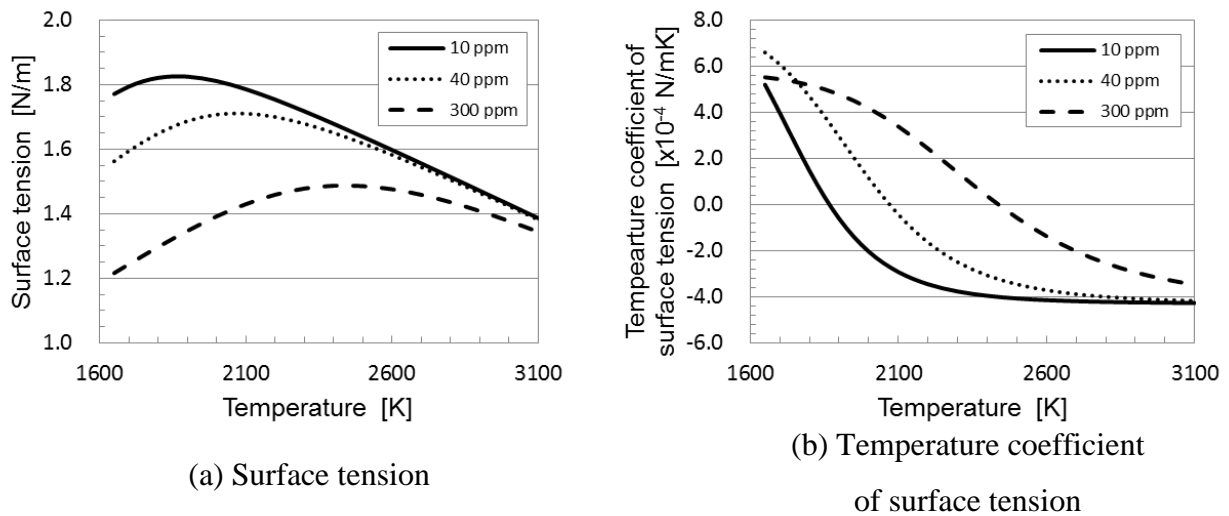 Surface tension [N/m]
2.0
1.8
1.6
1.4
1.2
1.0
1600
2100
2600
3100
Temperature [K]
10 ppm
40 ppm
300 ppm
(a) Surface tension
Tempearture coefficient of
surface tension [x10⁻⁴ N/mK]
8.0
6.0
4.0
2.0
0.0
-2.0
-4.0
-6.0
1600
2100
2600
3100
Temperature [K]
10 ppm
40 ppm
300 ppm
(b) Temperature coefficient
of surface tension